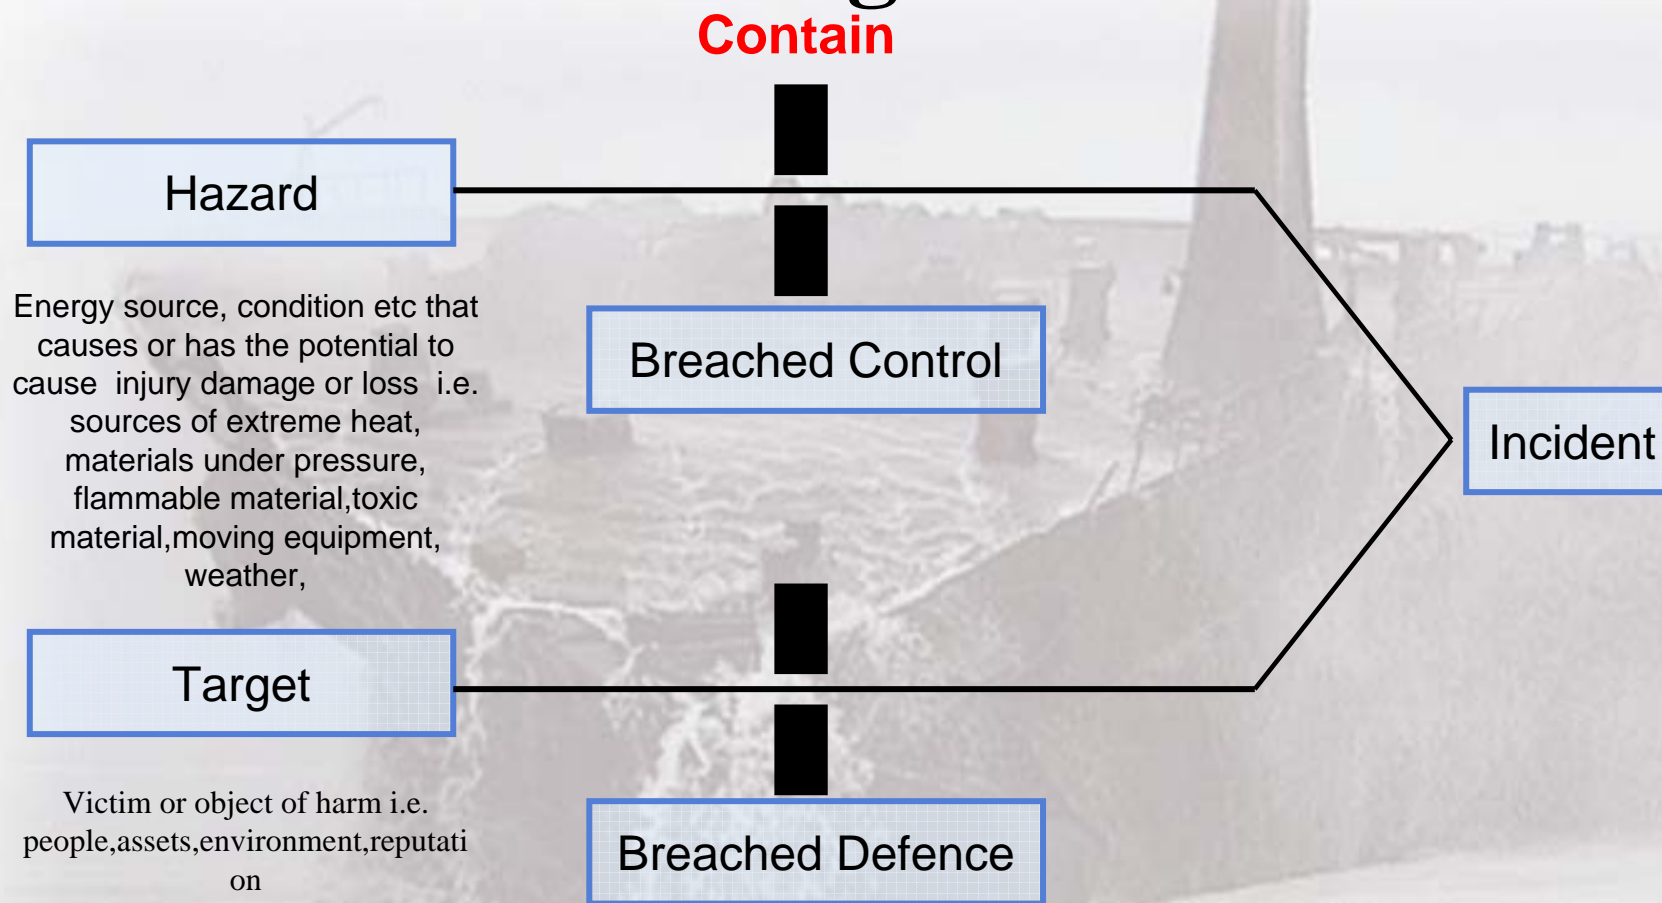 Contain
Hazard
Energy source, condition etc that
causes or has the potential to
cause injury damage or loss i.e.
sources of extreme heat,
materials under pressure,
flammable material,toxic
material,moving equipment,
weather,
Breached Control
Incident
Target
Victim or object of harm i.e.
people,assets,environment,reputati
on
Breached Defence